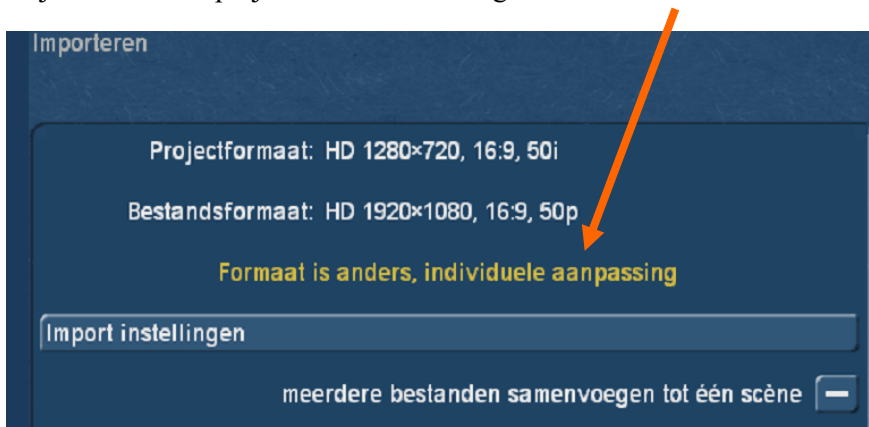 Importeren
Projectformaat: HD 1280×720, 16:9, 50i
Bestandsformaat: HD 1920×1080, 16:9, 50p
Formaat is anders, individuele aanpassing
Import instellingen
meerdere bestanden samenvoegen tot één scène –